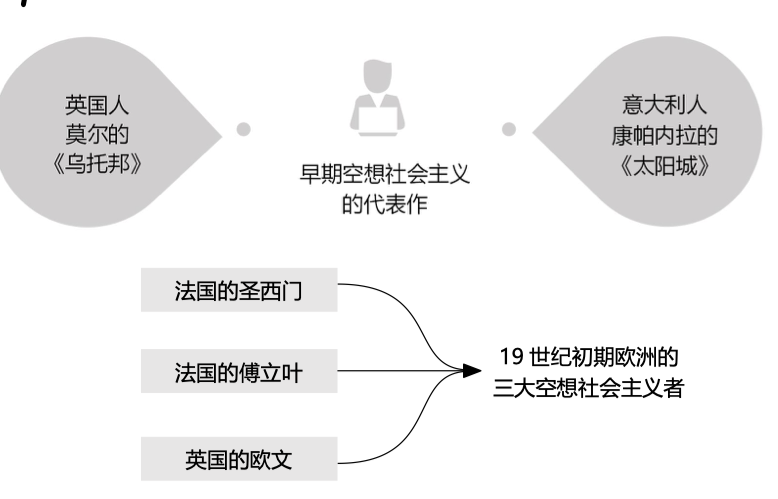 英国人
莫尔的
《乌托邦》
早期空想社会主义
的代表作
意大利人
康帕内拉的
《太阳城》
法国的圣西门
法国的傅立叶
英国的欧文
19 世纪初期欧洲的
三大空想社会主义者